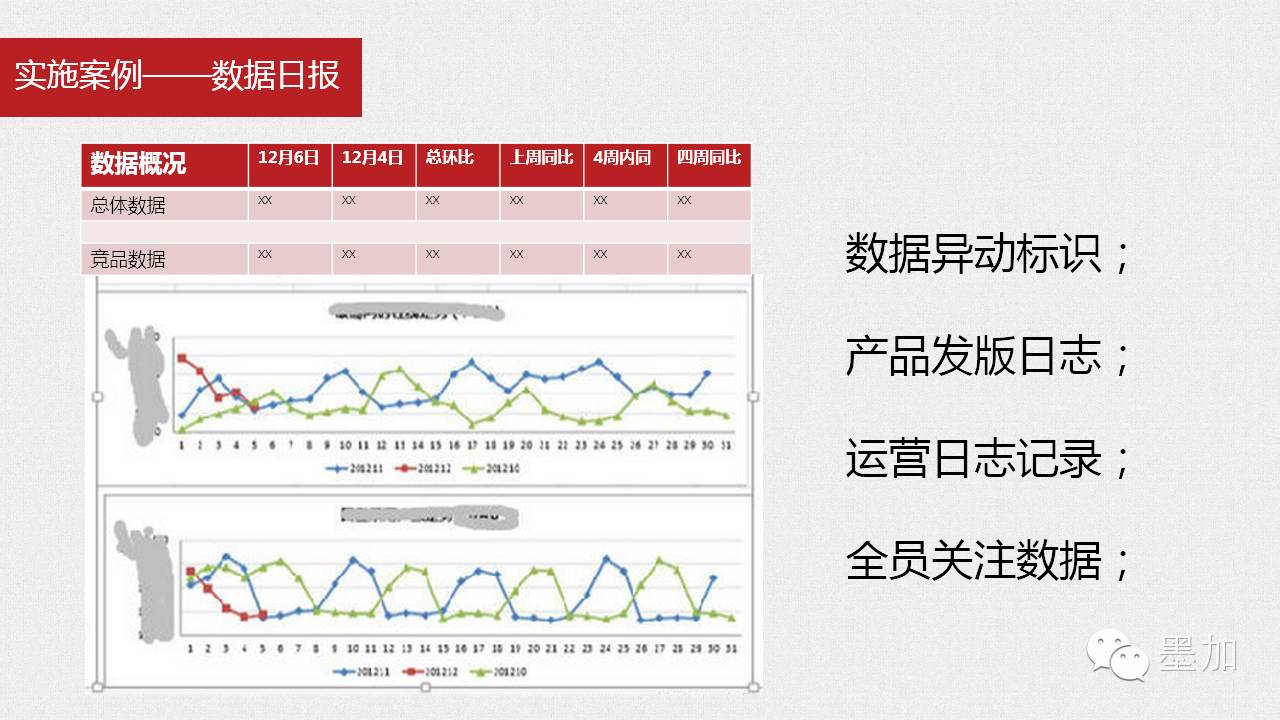 实施案例——数据日报
数据概况 12月6日 12月4日 总环比 上周同比 4周内同 四周同比
总体数据 xx xx xx xx xx xx
竞品数据 xx xx xx xx xx xx
1 2 3 4 5 6 7 8 9 10 11 12 13 14 15 16 17 18 19 20 21 22 23 24 25 26 27 28 29 30 31
201211 201212 201210
1 2 3 4 5 6 7 8 9 10 11 12 13 14 15 16 17 18 19 20 21 22 23 24 25 26 27 28 29 30 31
201211 201212 201210
数据异动标识；
产品发版日志；
运营日志记录；
全员关注数据；
墨加